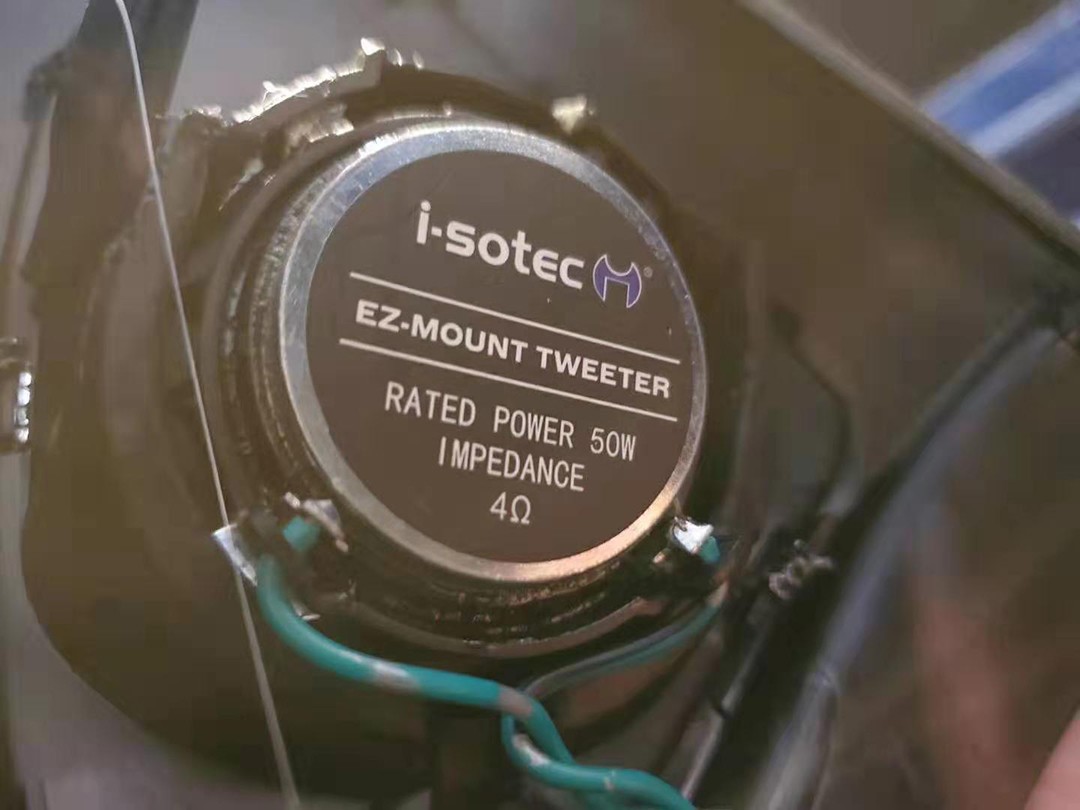 i-sotec ®
EZ-MOUNT TWEETER
RATED POWER 50W
IMPEDANCE
4Ω